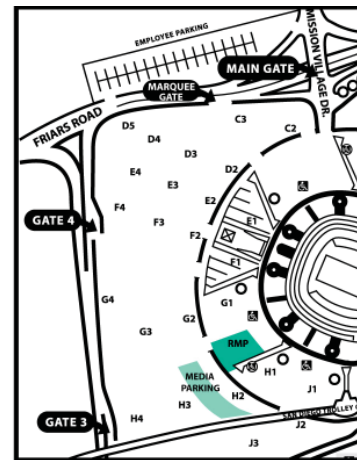 EMPLOYEE PARKING
MISSION VILLAGE DR.
MAIN GATE
MARQUEE
GATE
FRIARS ROAD
C3
D5
C2
D4
D3
D2
E4
E3
E2
F4
F3
E1
GATE 4
F2
F1
G4
G1
G2
G3
RMP
MEDIA
PARKING
H1
J1
H2
H3
H4
GATE 3
SAN DIEGO TROLLEY
J2
J3